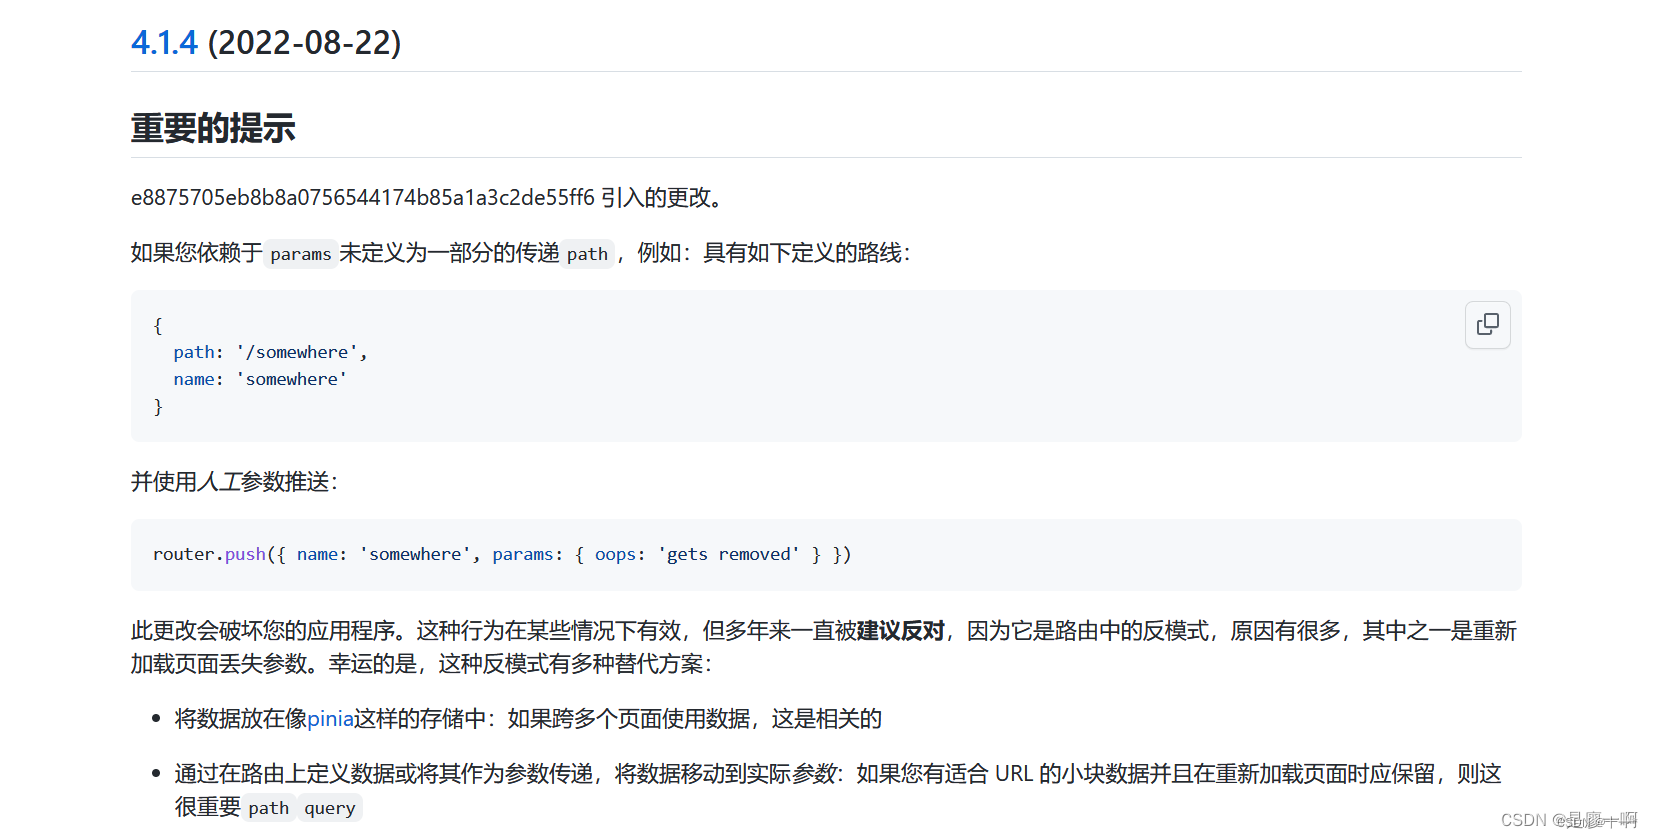 4.1.4 (2022-08-22)
重要的提示
e8875705eb8b8a0756544174b85a1a3c2de55ff6 引入的更改。
如果您依赖于 params 未定义为一部分的传递 path ，例如：具有如下定义的路线：
{
  path: '/somewhere',
  name: 'somewhere'
}
并使用人工参数推送：
router.push({ name: 'somewhere', params: { oops: 'gets removed' } })
此更改会破坏您的应用程序。这种行为在某些情况下有效，但多年来一直被建议反对，因为它是路由中的反模式，原因有很多，其中之一是重新
加载页面丢失参数。幸运的是，这种反模式有多种替代方案：
将数据放在像pinia这样的存储中：如果跨多个页面使用数据，这是相关的
通过在路由上定义数据或将其作为参数传递，将数据移动到实际参数：如果您有适合 URL 的小块数据并且在重新加载页面时应保留，则这
很重要 path query
CSDN